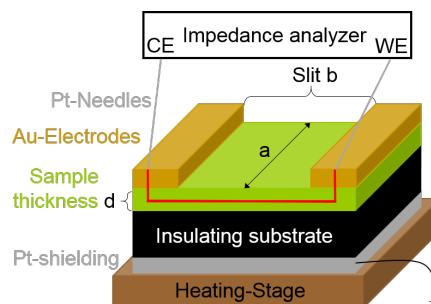 Impedance analyzer
CE
WE
Slit b
Pt-Needles
Au-Electrodes
a
Sample
thickness d
Insulating substrate
Pt-shielding
Heating-Stage